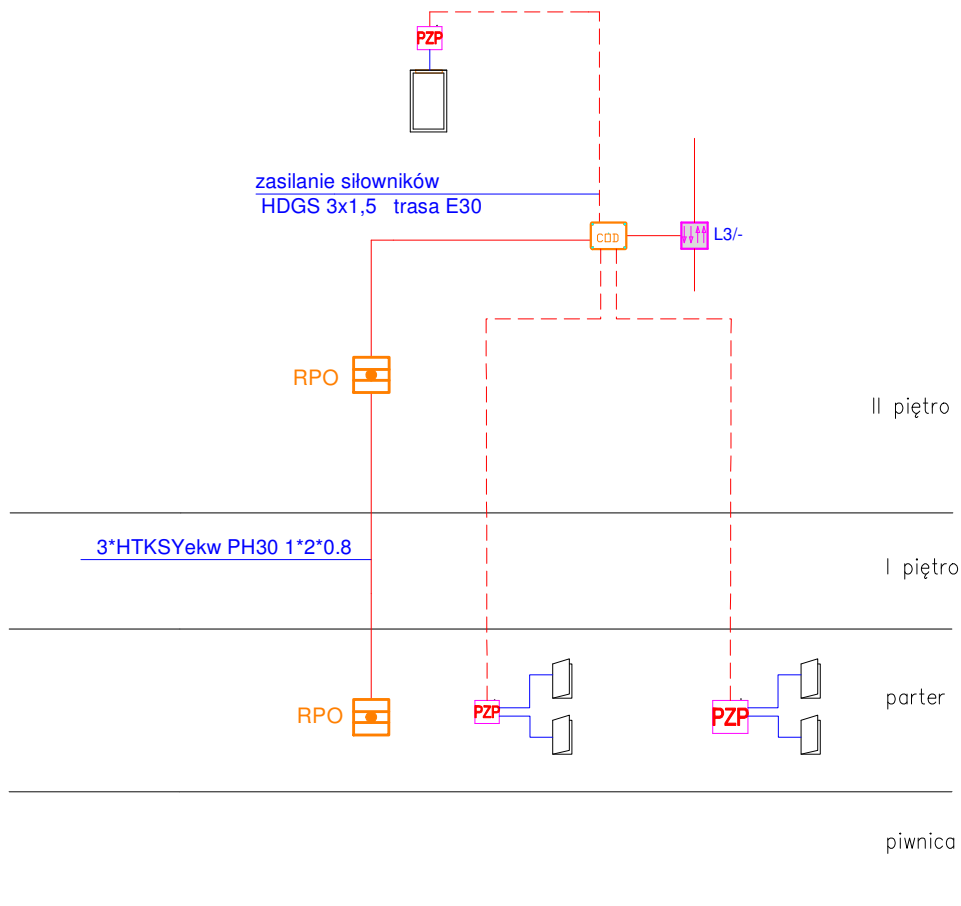 PZP
zasilanie siłowników
HDGS 3x1,5 trasa E30
COD
L3/-
RPO
II piętro
3*HTKSYekw PH30 1*2*0.8
I piętro
RPO
PZP
PZP
parter
piwnica